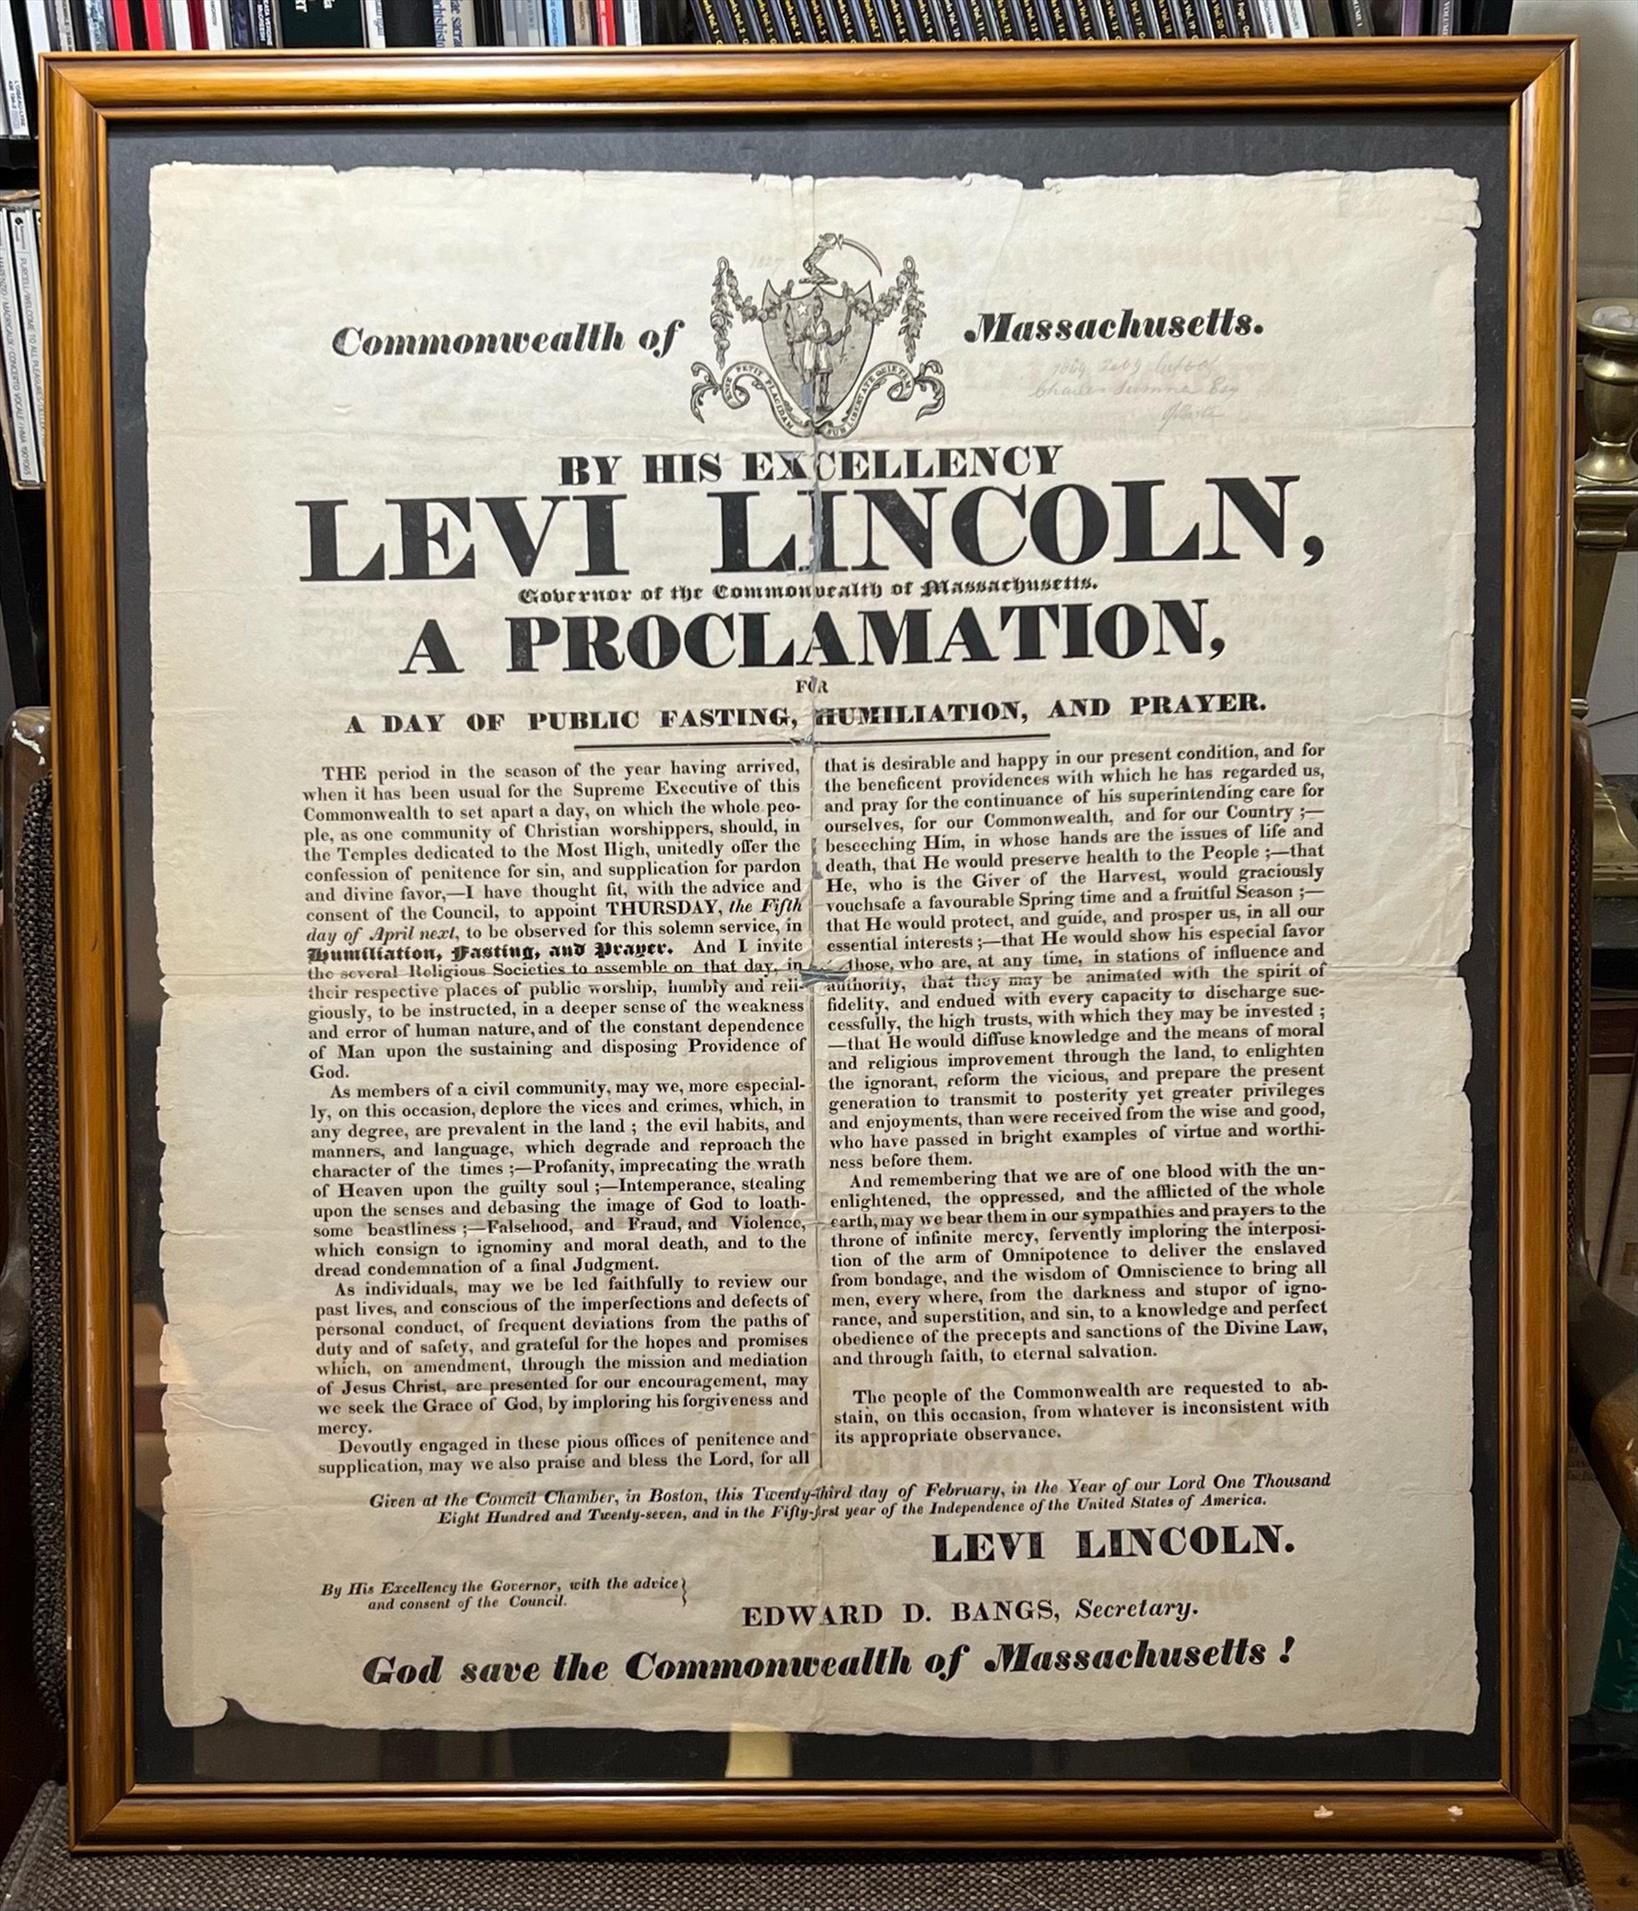 Commonwealth of Massachusetts.
ENSE PETIT PLACIDAM SUB LIBERTATE QUIETEM
Charles Sumner Esq
BY HIS EXCELLENCY
LEVI LINCOLN,
Governor of the Commonwealth of Massachusetts.
A PROCLAMATION,
FOR
A DAY OF PUBLIC FASTING, HUMILIATION, AND PRAYER.
THE period in the season of the year having arrived,
when it has been usual for the Supreme Executive of this
Commonwealth to set apart a day, on which the whole peo-
ple, as one community of Christian worshippers, should, in
the Temples dedicated to the Most High, unitedly offer the
confession of penitence for sin, and supplication for pardon
and divine favor,—I have thought fit, with the advice and
consent of the Council, to appoint THURSDAY, the Fifth
day of April next, to be observed for this solemn service, in
Humiliation, Fasting, and Prayer. And I invite
the several Religious Societies to assemble on that day, in
their respective places of public worship, humbly and reli-
giously, to be instructed, in a deeper sense of the weakness
and error of human nature, and of the constant dependence
of Man upon the sustaining and disposing Providence of
God.
As members of a civil community, may we, more especial-
ly, on this occasion, deplore the vices and crimes, which, in
any degree, are prevalent in the land ; the evil habits, and
manners, and language, which degrade and reproach the
character of the times ;—Profanity, imprecating the wrath
of Heaven upon the guilty soul ;—Intemperance, stealing
upon the senses and debasing the image of God to loath-
some beastliness ;—Falsehood, and Fraud, and Violence,
which consign to ignominy and moral death, and to the
dread condemnation of a final Judgment.
As individuals, may we be led faithfully to review our
past lives, and conscious of the imperfections and defects of
personal conduct, of frequent deviations from the paths of
duty and of safety, and grateful for the hopes and promises
which, on amendment, through the mission and mediation
of Jesus Christ, are presented for our encouragement, may
we seek the Grace of God, by imploring his forgiveness and
mercy.
Devoutly engaged in these pious offices of penitence and
supplication, may we also praise and bless the Lord, for all
that is desirable and happy in our present condition, and for
the beneficent providences with which he has regarded us,
and pray for the continuance of his superintending care for
ourselves, for our Commonwealth, and for our Country ;—
beseeching Him, in whose hands are the issues of life and
death, that He would preserve health to the People ;—that
He, who is the Giver of the Harvest, would graciously
vouchsafe a favourable Spring time and a fruitful Season ;—
that He would protect, and guide, and prosper us, in all our
essential interests ;—that He would show his especial favor
those, who are, at any time, in stations of influence and
authority, that they may be animated with the spirit of
fidelity, and endued with every capacity to discharge suc-
cessfully, the high trusts, with which they may be invested ;
—that He would diffuse knowledge and the means of moral
and religious improvement through the land, to enlighten
the ignorant, reform the vicious, and prepare the present
generation to transmit to posterity yet greater privileges
and enjoyments, than were received from the wise and good,
who have passed in bright examples of virtue and worthi-
ness before them.
And remembering that we are of one blood with the un-
enlightened, the oppressed, and the afflicted of the whole
earth, may we bear them in our sympathies and prayers to the
throne of infinite mercy, fervently imploring the interposi-
tion of the arm of Omnipotence to deliver the enslaved
from bondage, and the wisdom of Omniscience to bring all
men, every where, from the darkness and stupor of igno-
rance, and superstition, and sin, to a knowledge and perfect
obedience of the precepts and sanctions of the Divine Law,
and through faith, to eternal salvation.
The people of the Commonwealth are requested to ab-
stain, on this occasion, from whatever is inconsistent with
its appropriate observance.
Given at the Council Chamber, in Boston, this Twenty-third day of February, in the Year of our Lord One Thousand
Eight Hundred and Twenty-seven, and in the Fifty-first year of the Independence of the United States of America.
LEVI LINCOLN.
By His Excellency the Governor, with the advice
and consent of the Council.
EDWARD D. BANGS, Secretary.
God save the Commonwealth of Massachusetts !